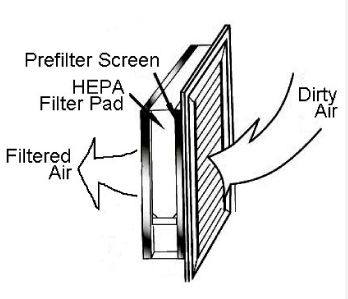 Prefilter Screen
HEPA
Filter Pad
Dirty
Air
Filtered
Air